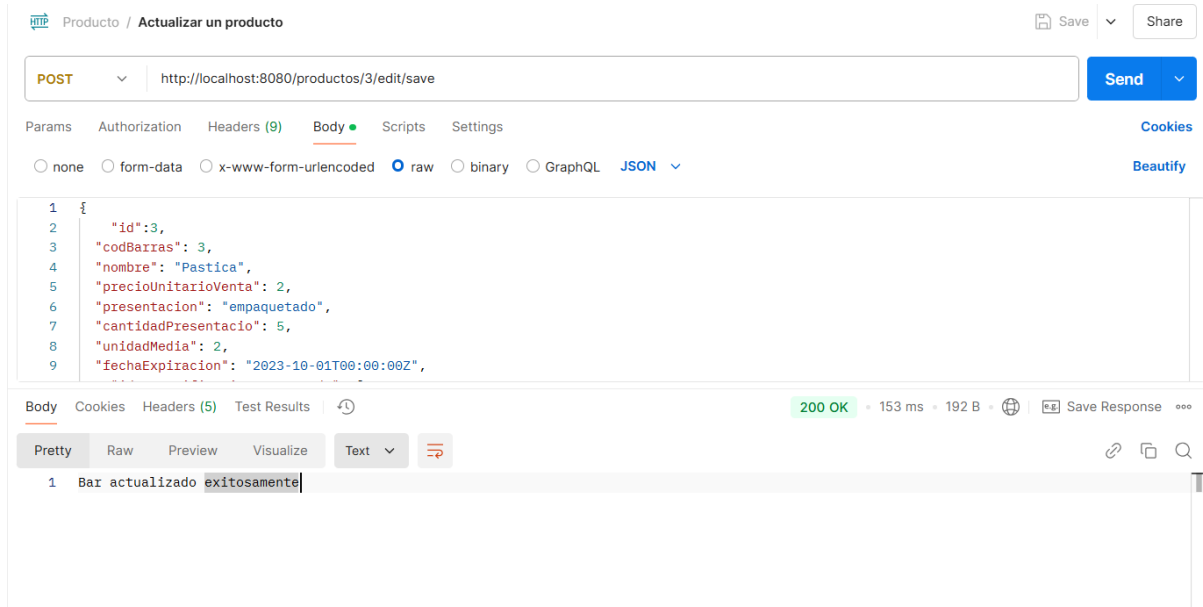 HTTP Producto / Actualizar un producto Save Share
POST http://localhost:8080/productos/3/edit/save Send
Params Authorization Headers (9) Body Scripts Settings Cookies
none form-data x-www-form-urlencoded raw binary GraphQL JSON Beautify
1 {
2 "id":3,
3 "codBarras": 3,
4 "nombre": "Pastica",
5 "precioUnitarioVenta": 2,
6 "presentacion": "empaquetado",
7 "cantidadPresentacio": 5,
8 "unidadMedia": 2,
9 "fechaExpiracion": "2023-10-01T00:00:00Z",
Body Cookies Headers (5) Test Results 200 OK 153 ms 192 B e.g. Save Response
Pretty Raw Preview Visualize Text
1 Bar actualizado exitosamente